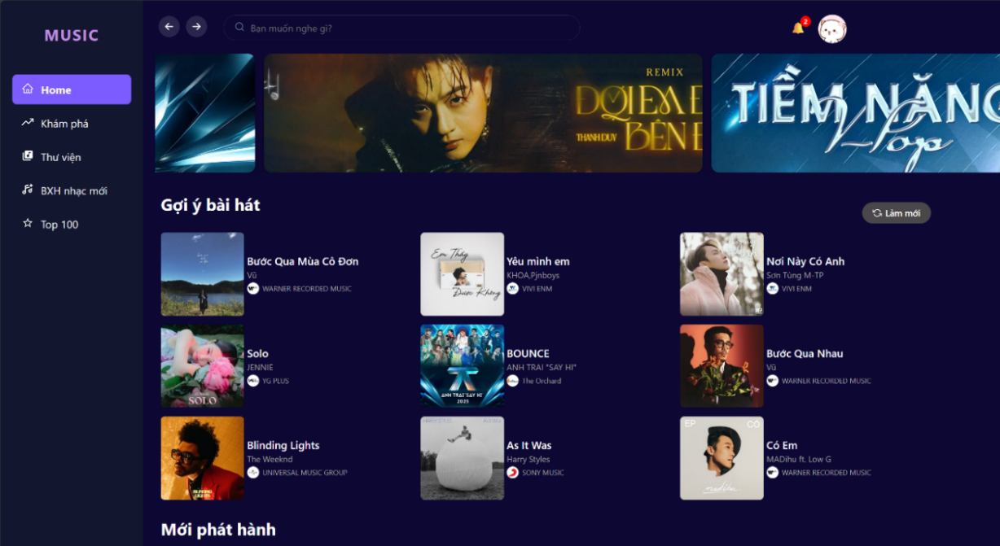 MUSIC
Bạn muốn nghe gì?
2
Home
Khám phá
Thư viện
BXH nhạc mới
Top 100
REMIX
ĐỢI EM Ở
THANH DUY
BÊN Đ
TIỀM NĂNG
V-Pop
Gợi ý bài hát
Làm mới
Bước Qua Mùa Cô Đơn
Vũ
WARNER RECORDED MUSIC
Em Thấy
Được Không
Yêu mình em
KHOA,Pjnboys
VIVI ENM
Nơi Này Có Anh
Sơn Tùng M-TP
VIVI ENM
SOLO
Solo
JENNIE
YG PLUS
ANH TRAI "SAY HI"
2025
BOUNCE
ANH TRAI "SAY HI"
The Orchard
Bước Qua Nhau
Vũ
WARNER RECORDED MUSIC
BLINDING
LIGHTS
Blinding Lights
The Weeknd
UNIVERSAL MUSIC GROUP
HARRY STYLES
As It Was
Harry Styles
SONY MUSIC
EP
CÓ
madihu
Có Em
MADihu ft. Low G
WARNER RECORDED MUSIC
Mới phát hành